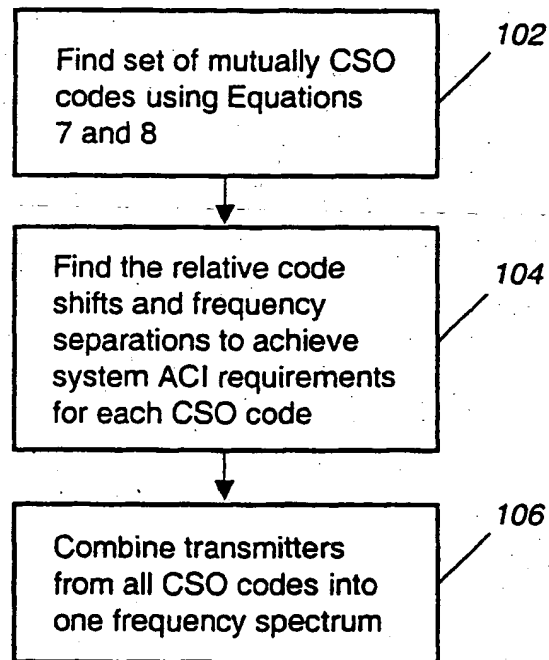 102
Find set of mutually CSO
codes using Equations
7 and 8
104
Find the relative code
shifts and frequency
separations to achieve
system ACI requirements
for each CSO code
106
Combine transmitters
from all CSO codes into
one frequency spectrum